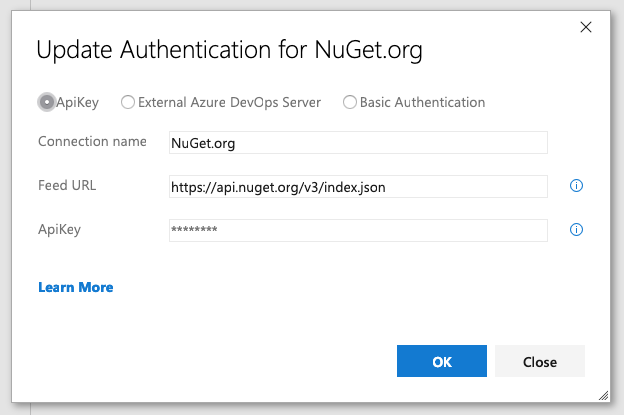 Update Authentication for NuGet.org
ApiKey External Azure DevOps Server Basic Authentication
Connection name NuGet.org
Feed URL https://api.nuget.org/v3/index.json
ApiKey ********
Learn More
OK Close